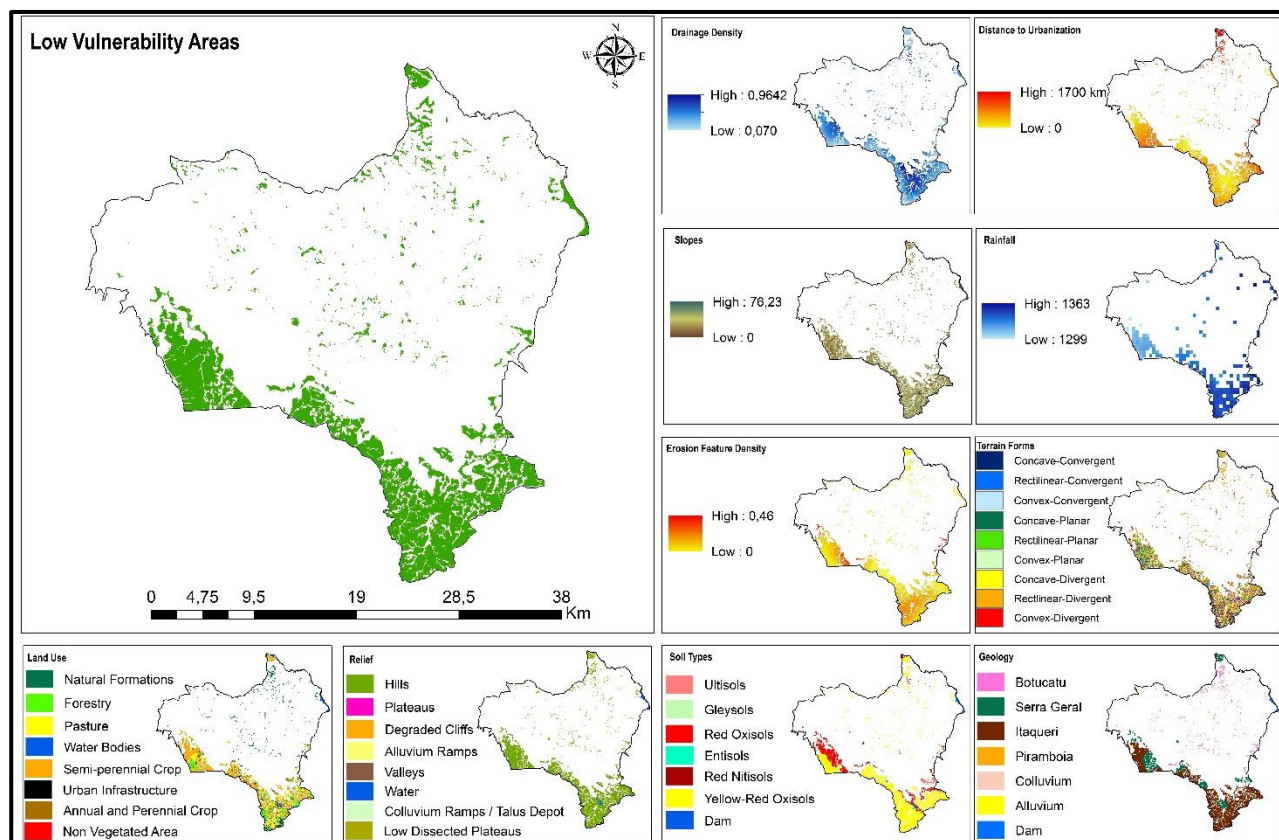 Low Vulnerability Areas
N
W E
S
0 4,75 9,5 19 28,5 38
Km
Drainage Density
High : 0,9642
Low : 0,070
Distance to Urbanization
High : 1700 km
Low : 0
Slopes
High : 76,23
Low : 0
Rainfall
High : 1363
Low : 1299
Erosion Feature Density
High : 0,46
Low : 0
Terrain Forms
Concave-Convergent
Rectilinear-Convergent
Convex-Convergent
Concave-Planar
Rectilinear-Planar
Convex-Planar
Concave-Divergent
Rectlinear-Divergent
Convex-Divergent
Land Use
Natural Formations
Forestry
Pasture
Water Bodies
Semi-perennial Crop
Urban Infrastructure
Annual and Perennial Crop
Non Vegetated Area
Relief
Hills
Plateaus
Degraded Cliffs
Alluvium Ramps
Valleys
Water
Colluvium Ramps / Talus Depot
Low Dissected Plateaus
Soil Types
Ultisols
Gleysols
Red Oxisols
Entisols
Red Nitisols
Yellow-Red Oxisols
Dam
Geology
Botucatu
Serra Geral
Itaqueri
Piramboia
Colluvium
Alluvium
Dam